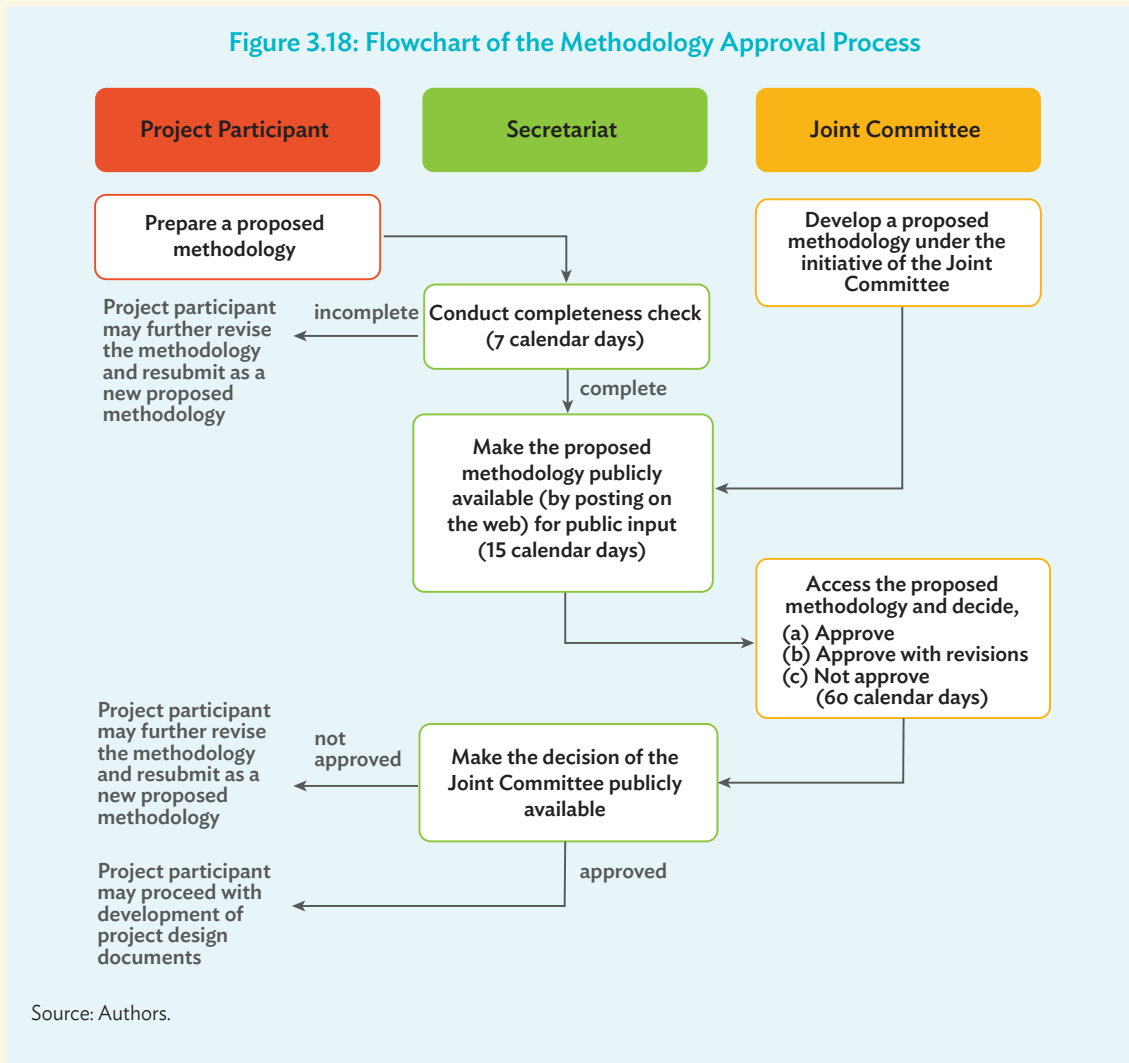 Figure 3.18: Flowchart of the Methodology Approval Process
Project Participant
Secretariat
Joint Committee
Prepare a proposed
methodology
Develop a proposed
methodology under the
initiative of the Joint
Committee
Project participant
may further revise
the methodology
and resubmit as a
new proposed
methodology
incomplete
Conduct completeness check
(7 calendar days)
complete
Make the proposed
methodology publicly
available (by posting on
the web) for public input
(15 calendar days)
Access the proposed
methodology and decide,
(a) Approve
(b) Approve with revisions
(c) Not approve
(60 calendar days)
Project participant
may further revise
the methodology
and resubmit as a
new proposed
methodology
not
approved
Make the decision of the
Joint Committee publicly
available
approved
Project participant
may proceed with
development of
project design
documents
Source: Authors.